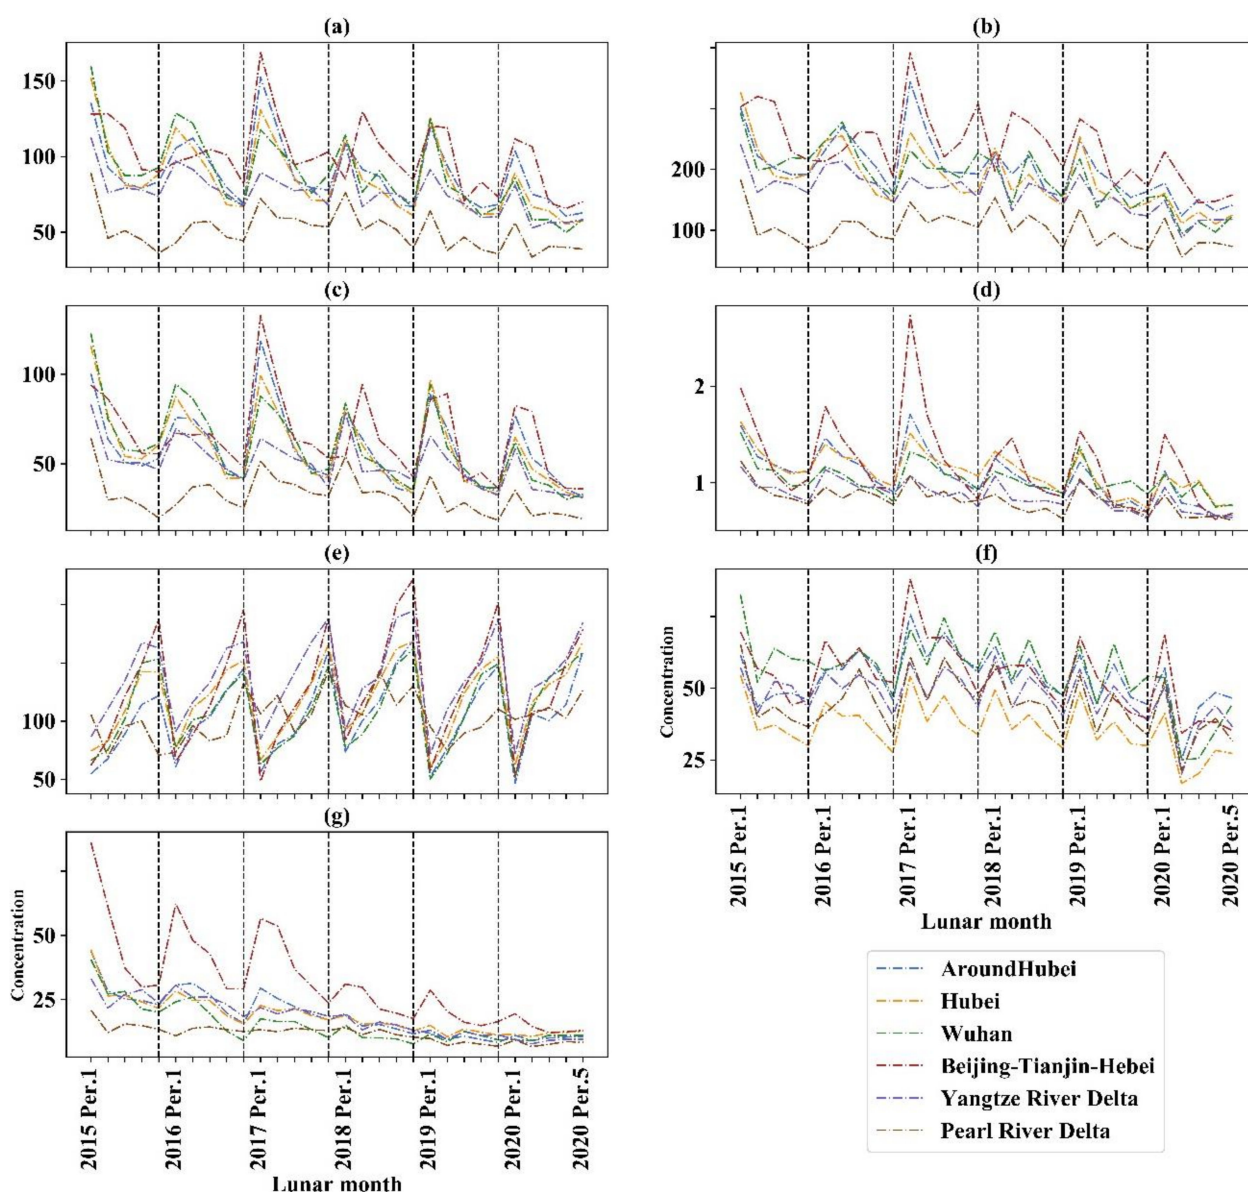 (a)
150
100
50
(b)
200
100
(c)
100
50
(d)
2
1
(e)
100
50
(f)
Concentration
50
25
2015 Per.1
2016 Per.1
2017 Per.1
2018 Per.1
2019 Per.1
2020 Per.1
2020 Per.5
Lunar month
(g)
Concentration
50
25
2015 Per.1
2016 Per.1
2017 Per.1
2018 Per.1
2019 Per.1
2020 Per.1
2020 Per.5
Lunar month
AroundHubei
Hubei
Wuhan
Beijing-Tianjin-Hebei
Yangtze River Delta
Pearl River Delta